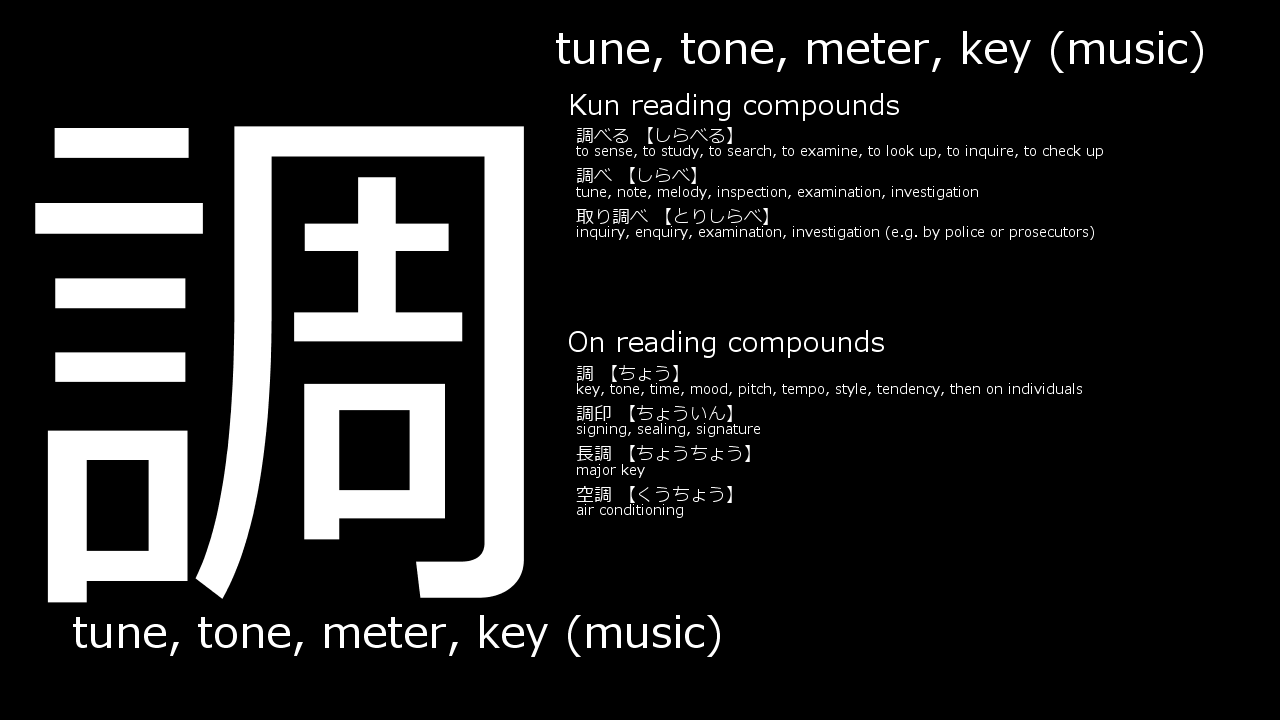 調
tune, tone, meter, key (music)
tune, tone, meter, key (music)
Kun reading compounds
調べる 【しらべる】
to sense, to study, to search, to examine, to look up, to inquire, to check up
調べ 【しらべ】
tune, note, melody, inspection, examination, investigation
取り調べ 【とりしらべ】
inquiry, enquiry, examination, investigation (e.g. by police or prosecutors)
On reading compounds
調 【ちょう】
key, tone, time, mood, pitch, tempo, style, tendency, then on individuals
調印 【ちょういん】
signing, sealing, signature
長調 【ちょうちょう】
major key
空調 【くうちょう】
air conditioning